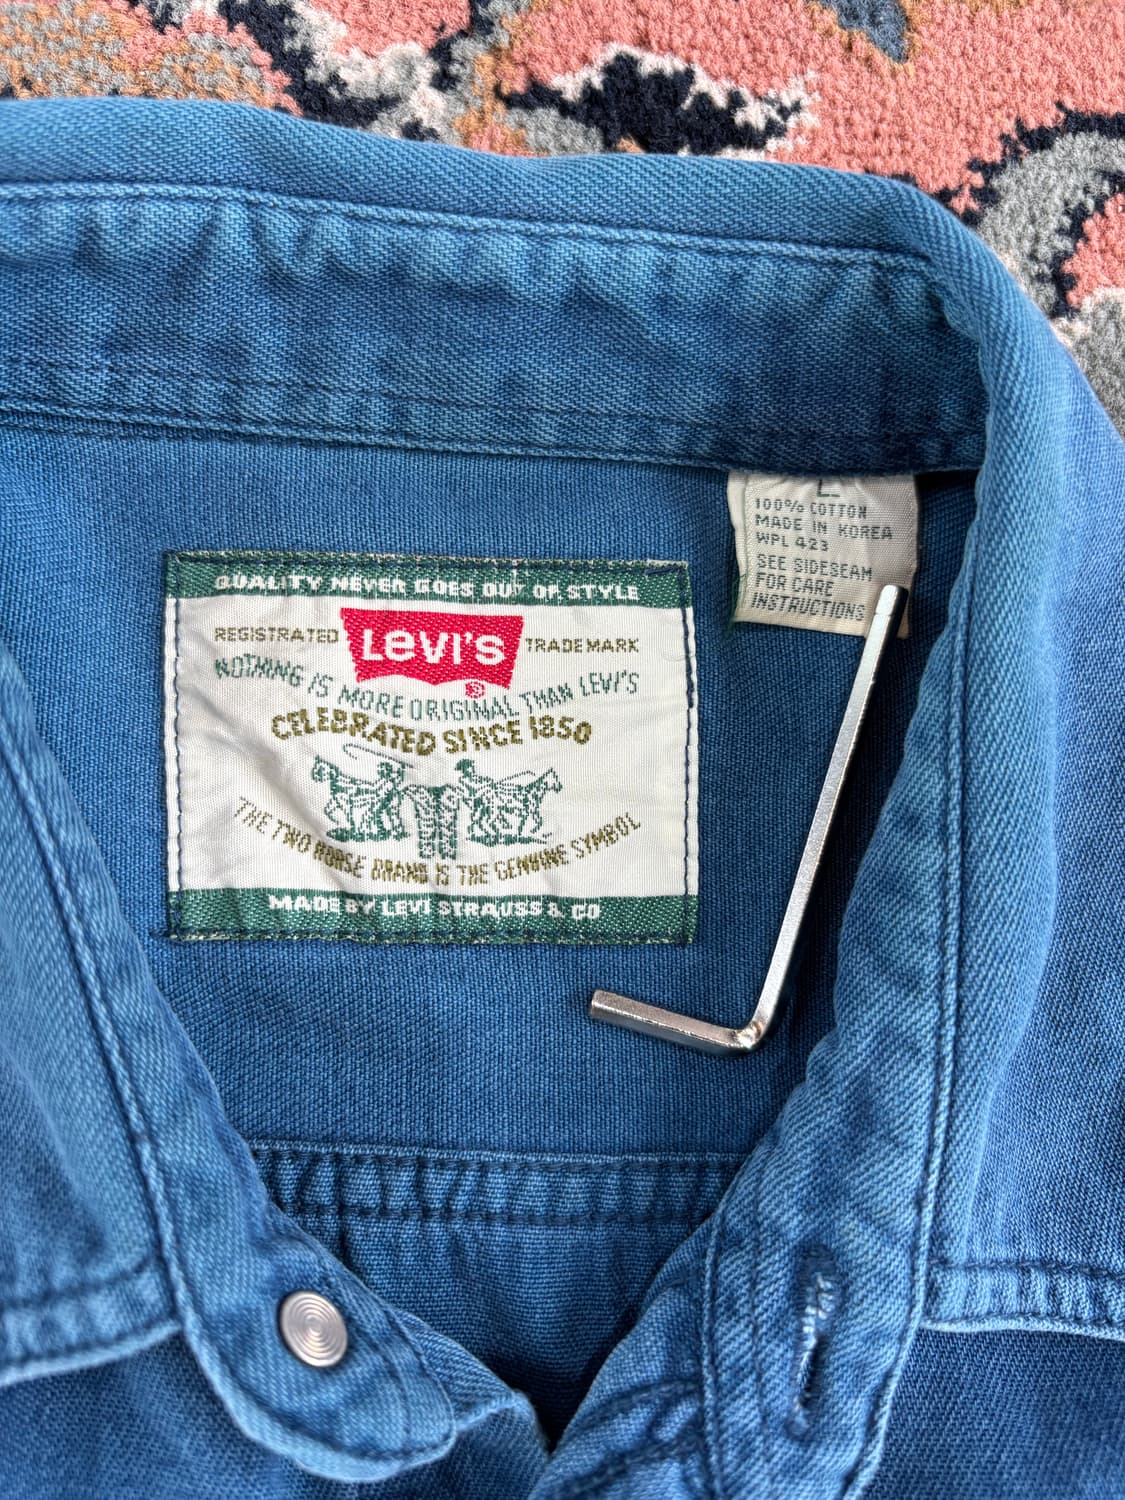 QUALITY NEVER GOES OUT OF STYLE
REGISTRATED LEVI'S ® TRADEMARK
NOTHING IS MORE ORIGINAL THAN LEVI'S
CELEBRATED SINCE 1850
THE TWO HORSE BRAND IS THE GENUINE SYMBOL
MADE BY LEVI STRAUSS & CO
L
100% COTTON
MADE IN KOREA
WPL 423
SEE SIDESEAM
FOR CARE
INSTRUCTIONS